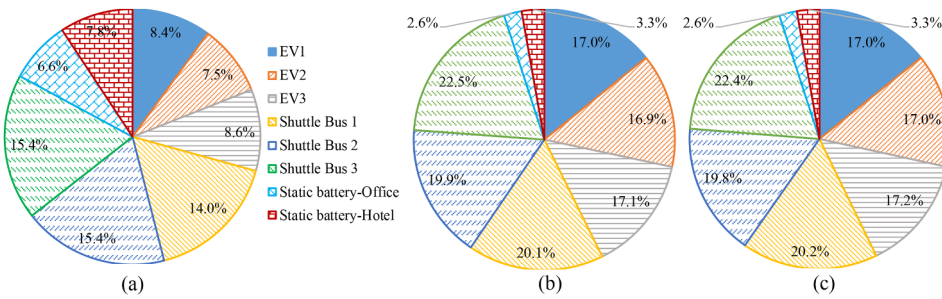 7.8%
8.4%
7.5%
8.6%
14.0%
15.4%
15.4%
6.6%
(a)
EV1
EV2
EV3
Shuttle Bus 1
Shuttle Bus 2
Shuttle Bus 3
Static battery-Office
Static battery-Hotel
2.6%
3.3%
17.0%
16.9%
17.1%
20.1%
19.9%
22.5%
(b)
2.6%
3.3%
17.0%
17.0%
17.2%
20.2%
19.8%
22.4%
(c)